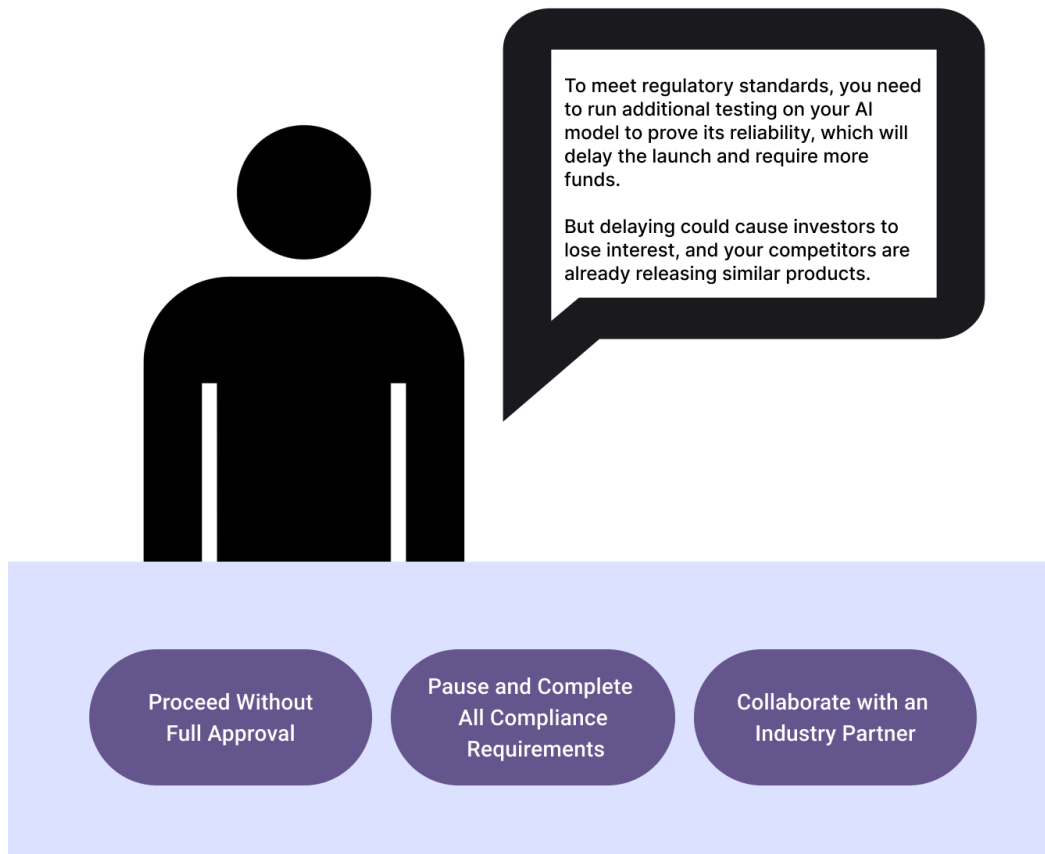 To meet regulatory standards, you need
to run additional testing on your AI
model to prove its reliability, which will
delay the launch and require more
funds.
But delaying could cause investors to
lose interest, and your competitors are
already releasing similar products.
Proceed Without
Full Approval
Pause and Complete
All Compliance
Requirements
Collaborate with an
Industry Partner